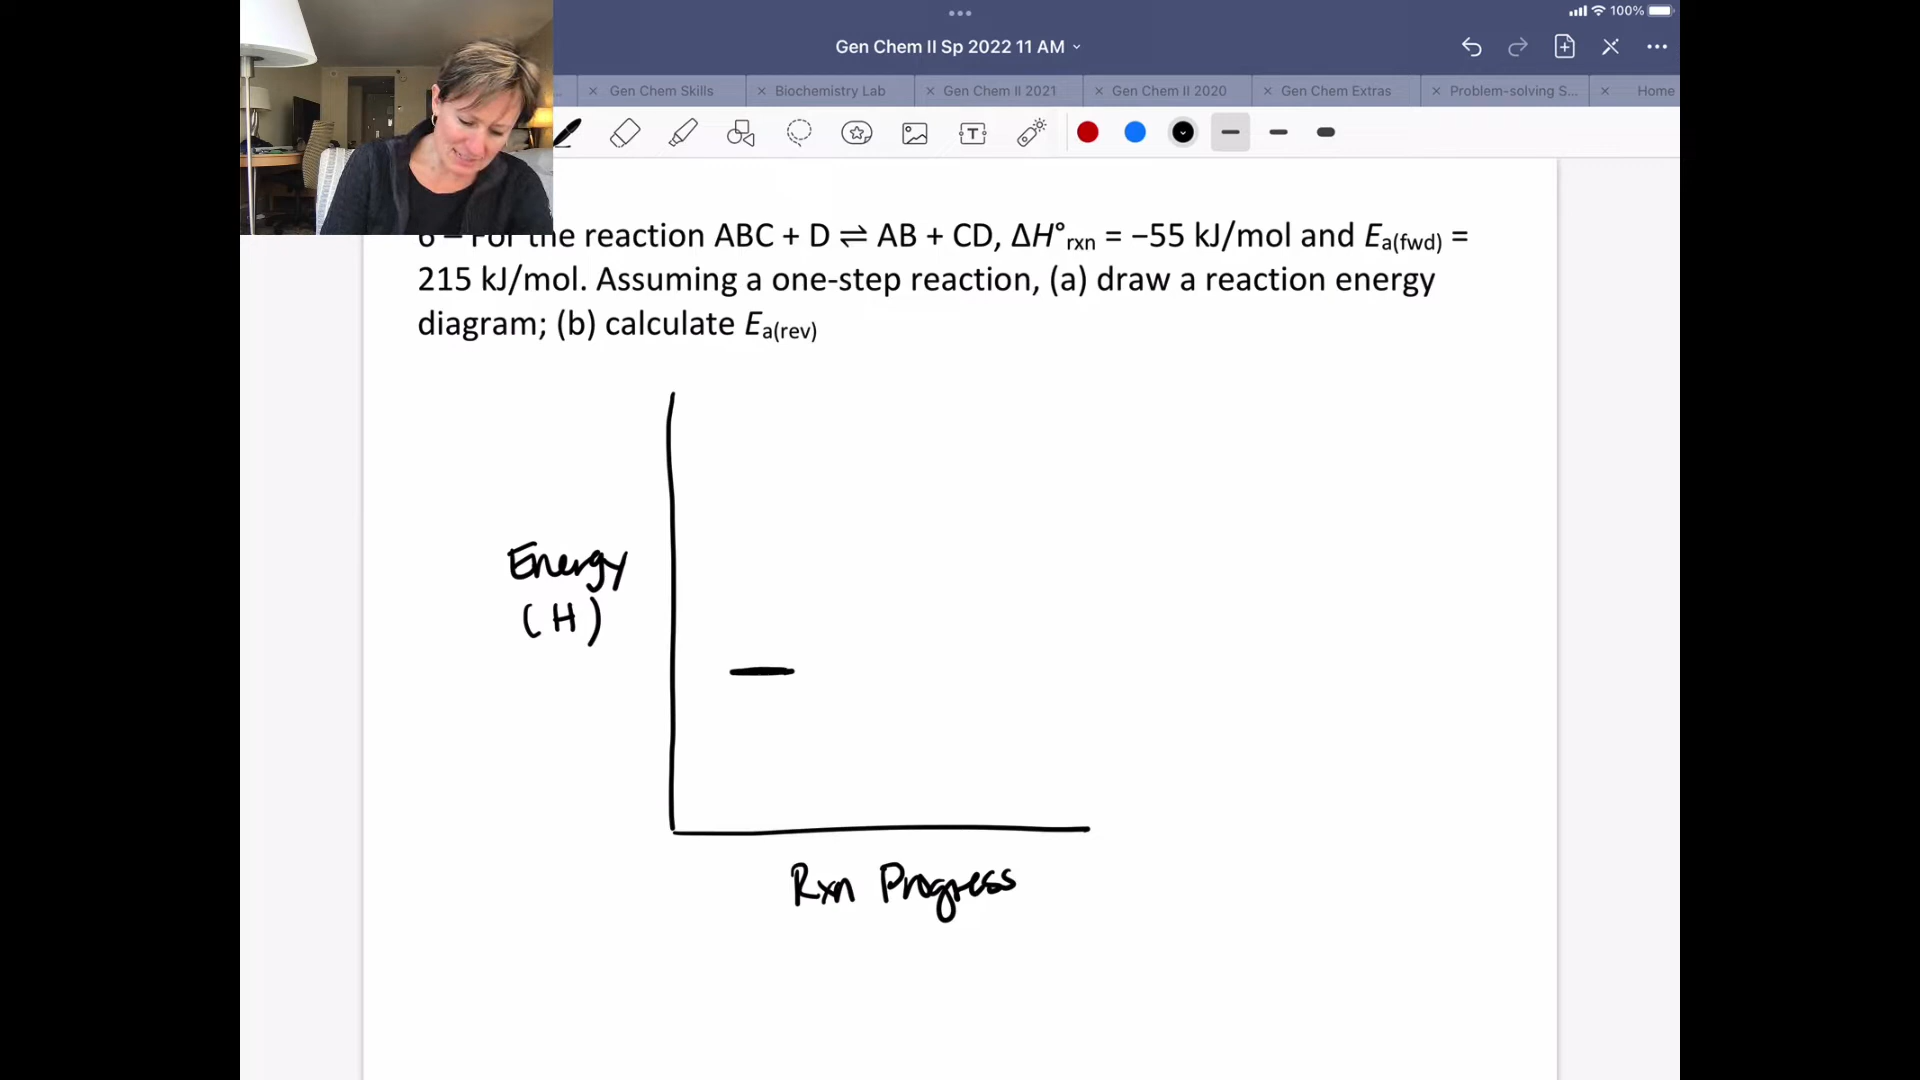 100%
Gen Chem II Sp 2022 11 AM
Gen Chem Skills
Biochemistry Lab
Gen Chem II 2021
Gen Chem II 2020
Gen Chem Extras
Problem-solving S...
Home
6 – For the reaction ABC + D ⇌ AB + CD, ΔH°rxn = −55 kJ/mol and Ea(fwd) =
215 kJ/mol. Assuming a one-step reaction, (a) draw a reaction energy
diagram; (b) calculate Ea(rev)
Energy
(H)
Rxn Progress